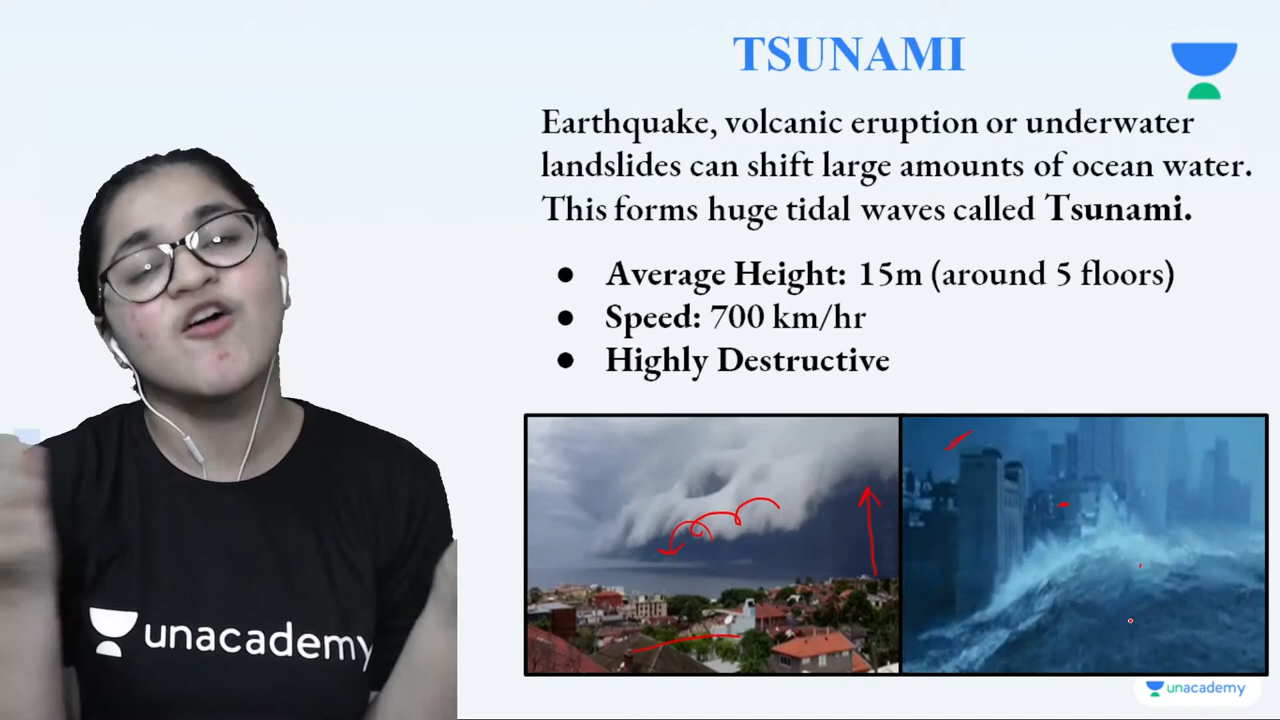 TSUNAMI
Earthquake, volcanic eruption or underwater
landslides can shift large amounts of ocean water.
This forms huge tidal waves called Tsunami.
● Average Height: 15m (around 5 floors)
● Speed: 700 km/hr
● Highly Destructive
unacademy
unacademy